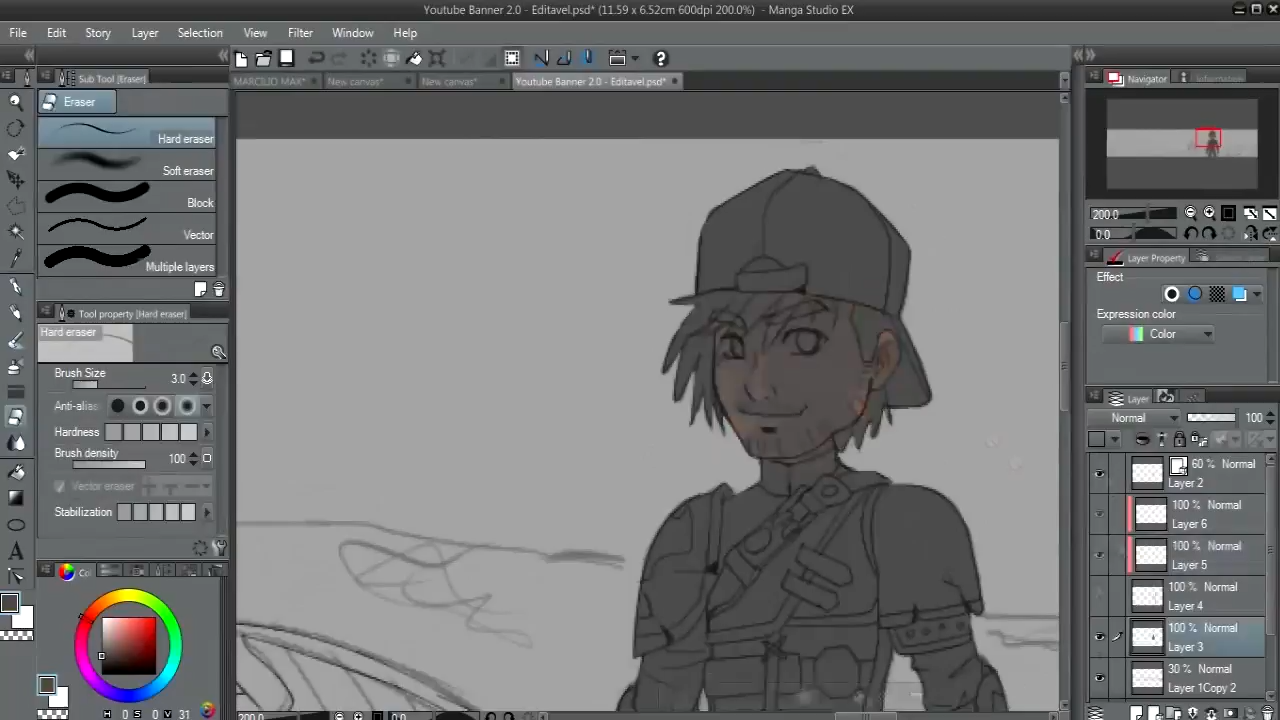 Youtube Banner 2.0 - Editavel.psd* (11.59 x 6.52cm 600dpi 200.0%) - Manga Studio EX
File Edit Story Layer Selection View Filter Window Help
Sub Tool [Eraser]
MARCILIO MAX* New canvas* New canvas* Youtube Banner 2.0 - Editavel.psd*
Navigator Information
Eraser
Hard eraser
Soft eraser
Block
Vector
Multiple layers
200.0
0.0
Layer Property
Effect
Expression color
Color
Tool property [Hard eraser]
Hard eraser
Brush Size 3.0
Anti-alias
Hardness
Brush density 100
Vector eraser
Stabilization
Layer
Normal 100
60 % Normal
Layer 2
100 % Normal
Layer 6
100 % Normal
Layer 5
100 % Normal
Layer 4
100 % Normal
Layer 3
30 % Normal
Layer 1Copy 2
H 0 S 0 V 31
200.0 0.0